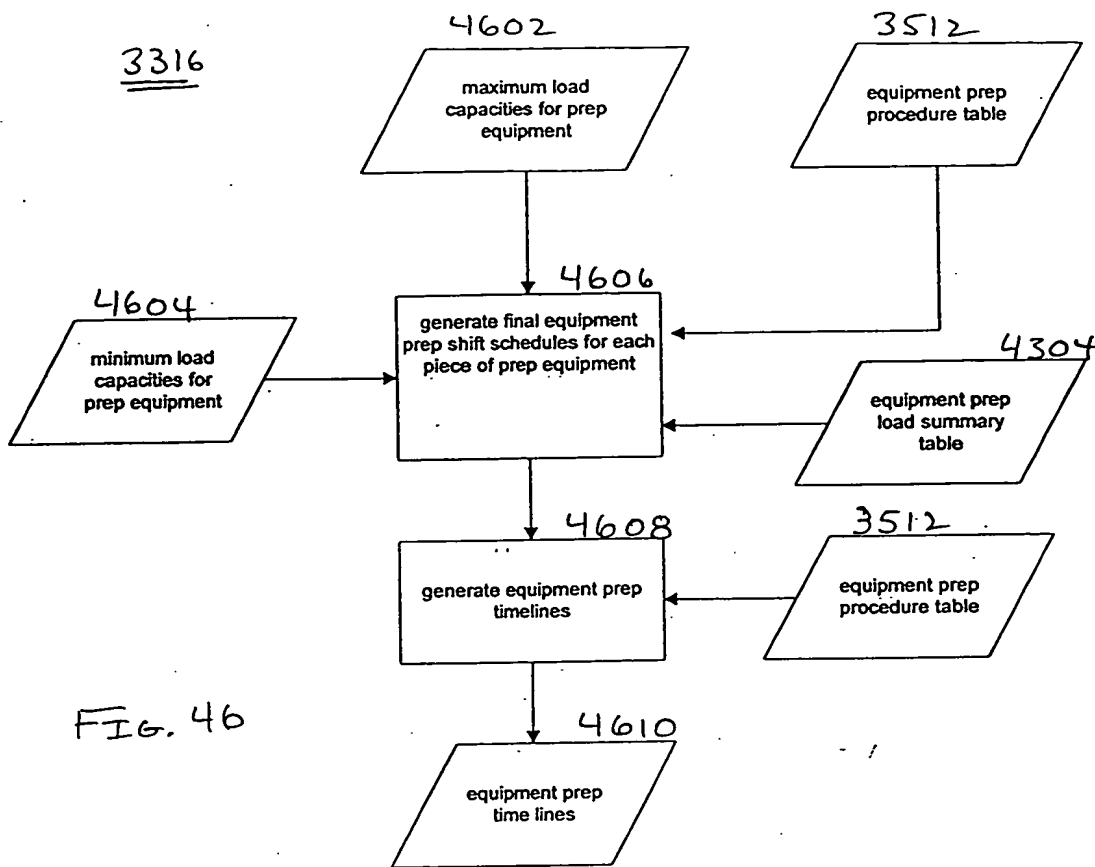 3316
4602
maximum load
capacities for prep
equipment
3512
equipment prep
procedure table
4604
minimum load
capacities for
prep equipment
4606
generate final equipment
prep shift schedules for each
piece of prep equipment
4304
equipment prep
load summary
table
4608
generate equipment prep
timelines
3512
equipment prep
procedure table
FIG. 46
4610
equipment prep
time lines